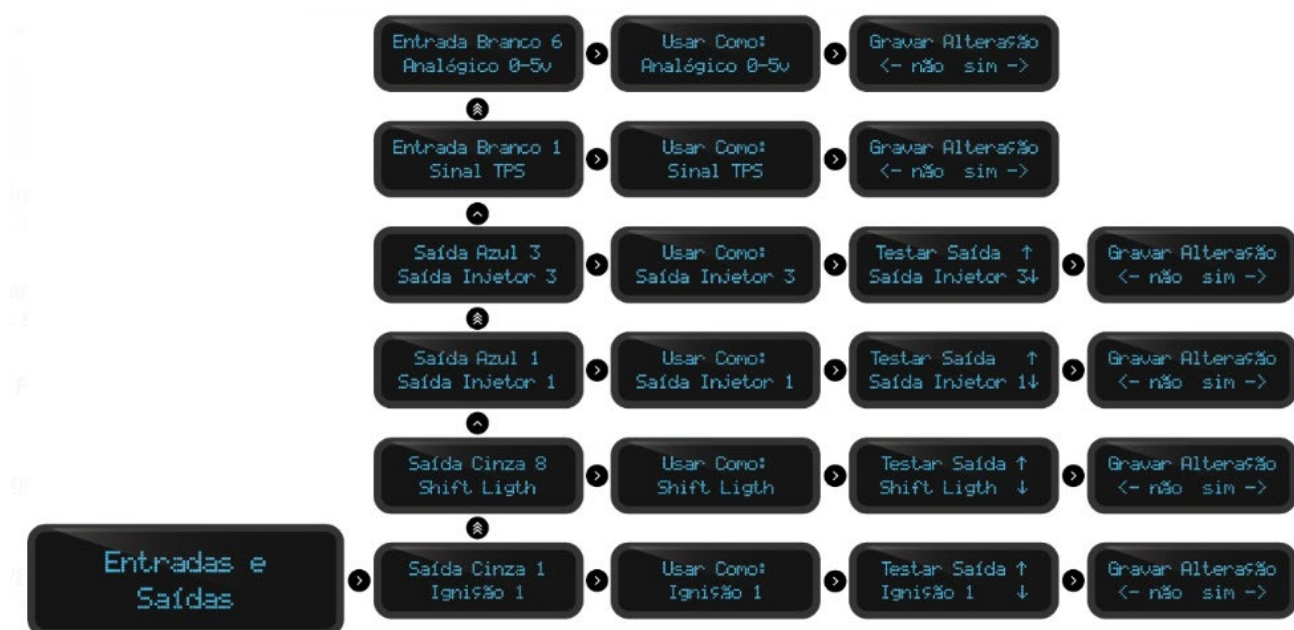 Entrada Branco 6
Analógico 0-5v
Usar Como:
Analógico 0-5v
Gravar Alteração
<- não sim ->
Entrada Branco 1
Sinal TPS
Usar Como:
Sinal TPS
Gravar Alteração
<- não sim ->
Saída Azul 3
Saída Injetor 3
Usar Como:
Saída Injetor 3
Testar Saída ↑
Saída Injetor 3↓
Gravar Alteração
<- não sim ->
Saída Azul 1
Saída Injetor 1
Usar Como:
Saída Injetor 1
Testar Saída ↑
Saída Injetor 1↓
Gravar Alteração
<- não sim ->
Saída Cinza 8
Shift Ligth
Usar Como:
Shift Ligth
Testar Saída ↑
Shift Ligth ↓
Gravar Alteração
<- não sim ->
Entradas e
Saídas
Saída Cinza 1
Ignição 1
Usar Como:
Ignição 1
Testar Saída ↑
Ignição 1 ↓
Gravar Alteração
<- não sim ->